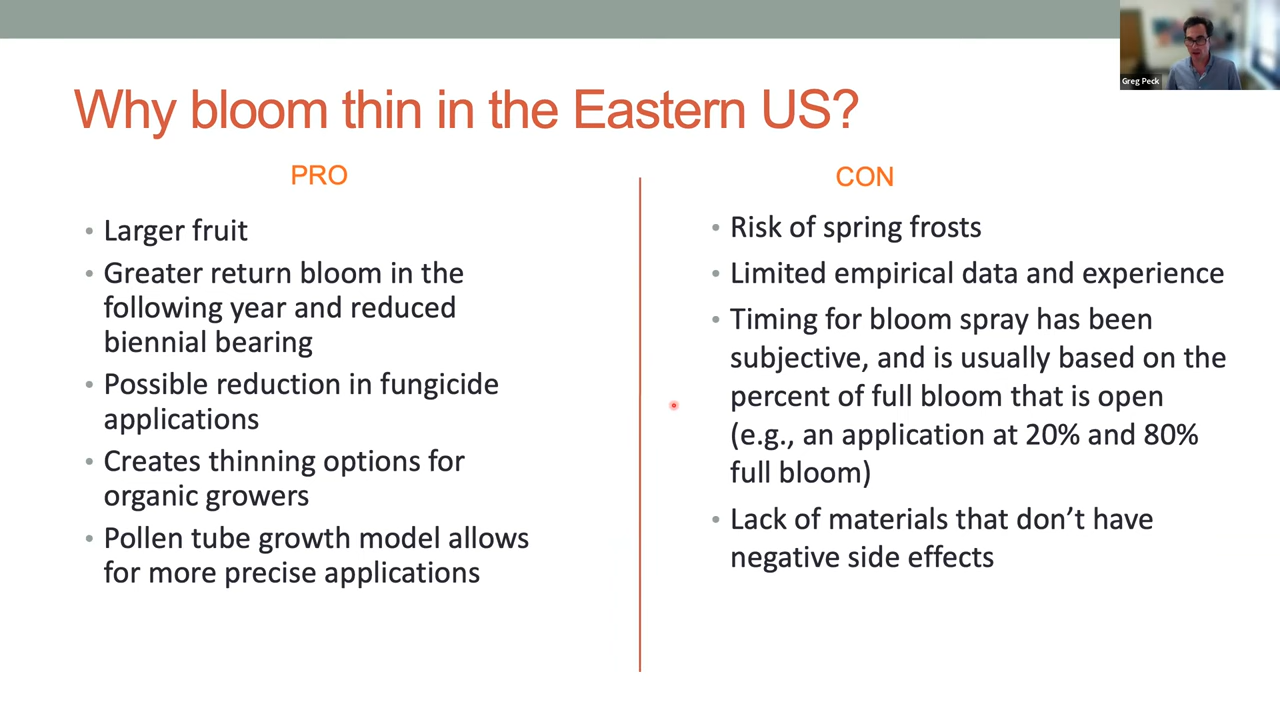 Greg Peck
Why bloom thin in the Eastern US?
PRO
• Larger fruit
• Greater return bloom in the
following year and reduced
biennial bearing
• Possible reduction in fungicide
applications
• Creates thinning options for
organic growers
• Pollen tube growth model allows
for more precise applications
CON
• Risk of spring frosts
• Limited empirical data and experience
• Timing for bloom spray has been
subjective, and is usually based on the
percent of full bloom that is open
(e.g., an application at 20% and 80%
full bloom)
• Lack of materials that don’t have
negative side effects